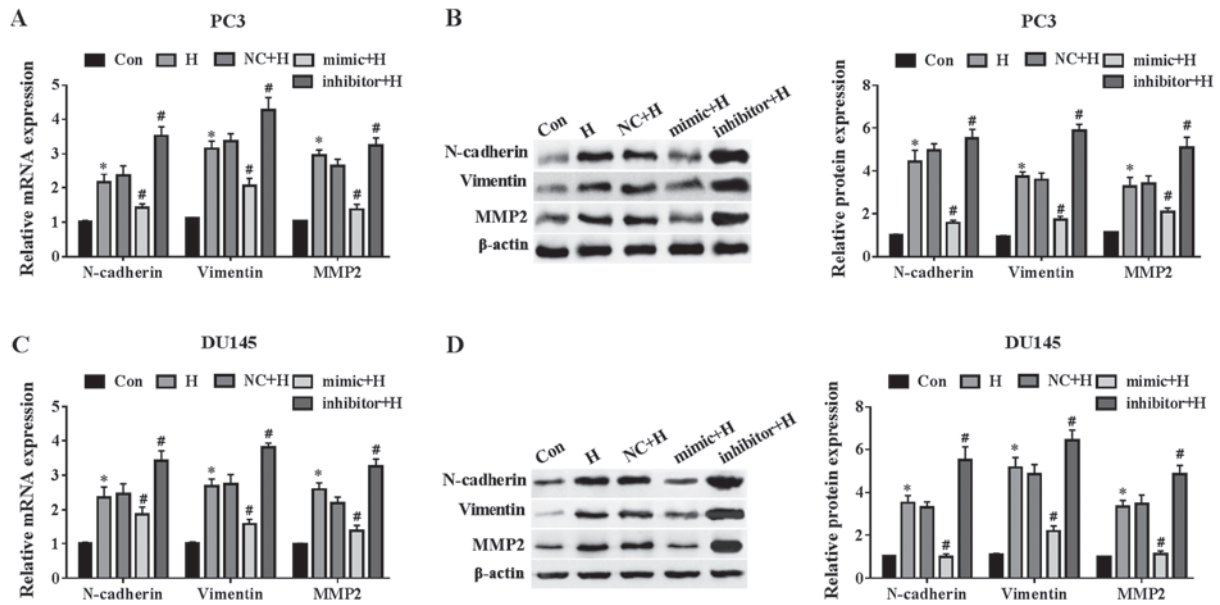 A
PC3
Con H NC+H mimic+H
inhibitor+H
Relative mRNA expression
5
4
3
2
1
0
* # # * # # * # #
N-cadherin Vimentin MMP2
B
Con H NC+H mimic+H inhibitor+H
N-cadherin
Vimentin
MMP2
β-actin
PC3
Con H NC+H mimic+H
inhibitor+H
Relative protein expression
8
6
4
2
0
* # # * # # * # #
N-cadherin Vimentin MMP2
C
DU145
Con H NC+H mimic+H
inhibitor+H
Relative mRNA expression
5
4
3
2
1
0
* # # * # # * # #
N-cadherin Vimentin MMP2
D
Con H NC+H mimic+H inhibitor+H
N-cadherin
Vimentin
MMP2
β-actin
DU145
Con H NC+H mimic+H
inhibitor+H
Relative protein expression
8
6
4
2
0
* # # * # # * # #
N-cadherin Vimentin MMP2